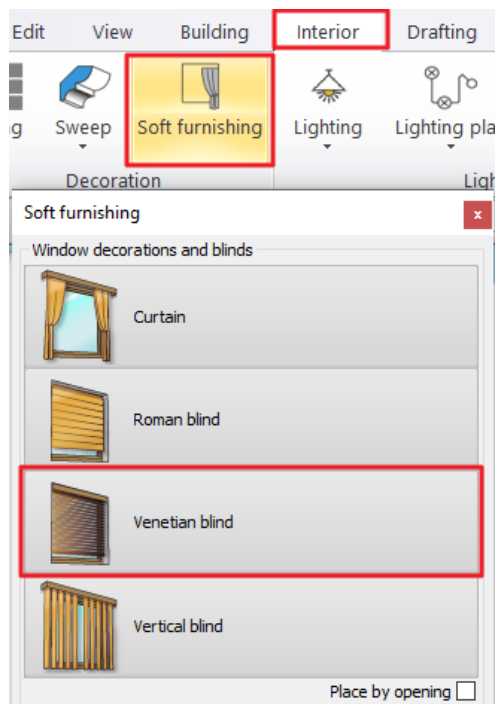 Edit View Building Interior Drafting
g Sweep Soft furnishing Lighting Lighting pla
Decoration Ligh
Soft furnishing x
Window decorations and blinds
Curtain
Roman blind
Venetian blind
Vertical blind
Place by opening